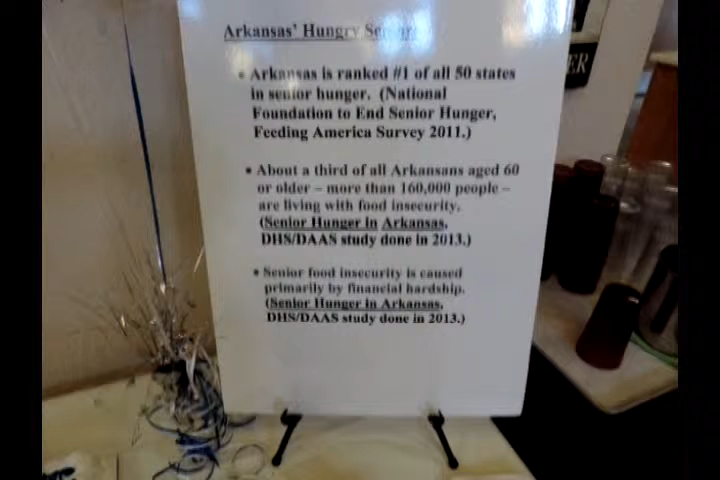 Arkansas' Hungry
• Arkansas is ranked #1 of all 50 states
in senior hunger. (National
Foundation to End Senior Hunger,
Feeding America Survey 2011.)
• About a third of all Arkansans aged 60
or older – more than 160,000 people –
are living with food insecurity.
(Senior Hunger in Arkansas,
DHS/DAAS study done in 2013.)
• Senior food insecurity is caused
primarily by financial hardship.
(Senior Hunger in Arkansas,
DHS/DAAS study done in 2013.)
ER